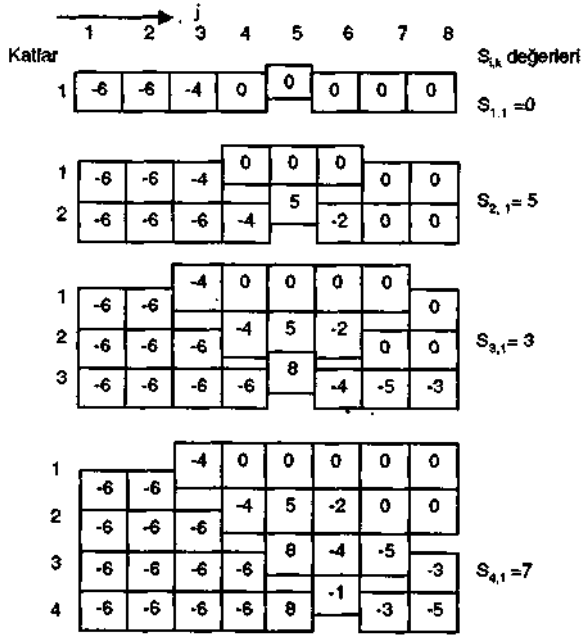 j
1 2 3 4 5 6 7 8
Katlar
S i,k değerleri
1 -6 -6 -4 0 0 0 0 0 S 1,1 =0
1 -6 -6 -4 0 0 0 0 0
2 -6 -6 -6 -4 5 -2 0 0 S 2, 1 = 5
1 -6 -6 -4 0 0 0 0 0
2 -6 -6 -6 -4 5 -2 0 0 S 3,1 = 3
3 -6 -6 -6 -6 8 -4 -5 -3
1 -6 -6 -4 0 0 0 0 0 0
2 -6 -6 -6 -4 5 -2 0 0
3 -6 -6 -6 -6 8 -4 -5 -3 S 4,1 =7
4 -6 -6 -6 -6 8 -1 -3 -5